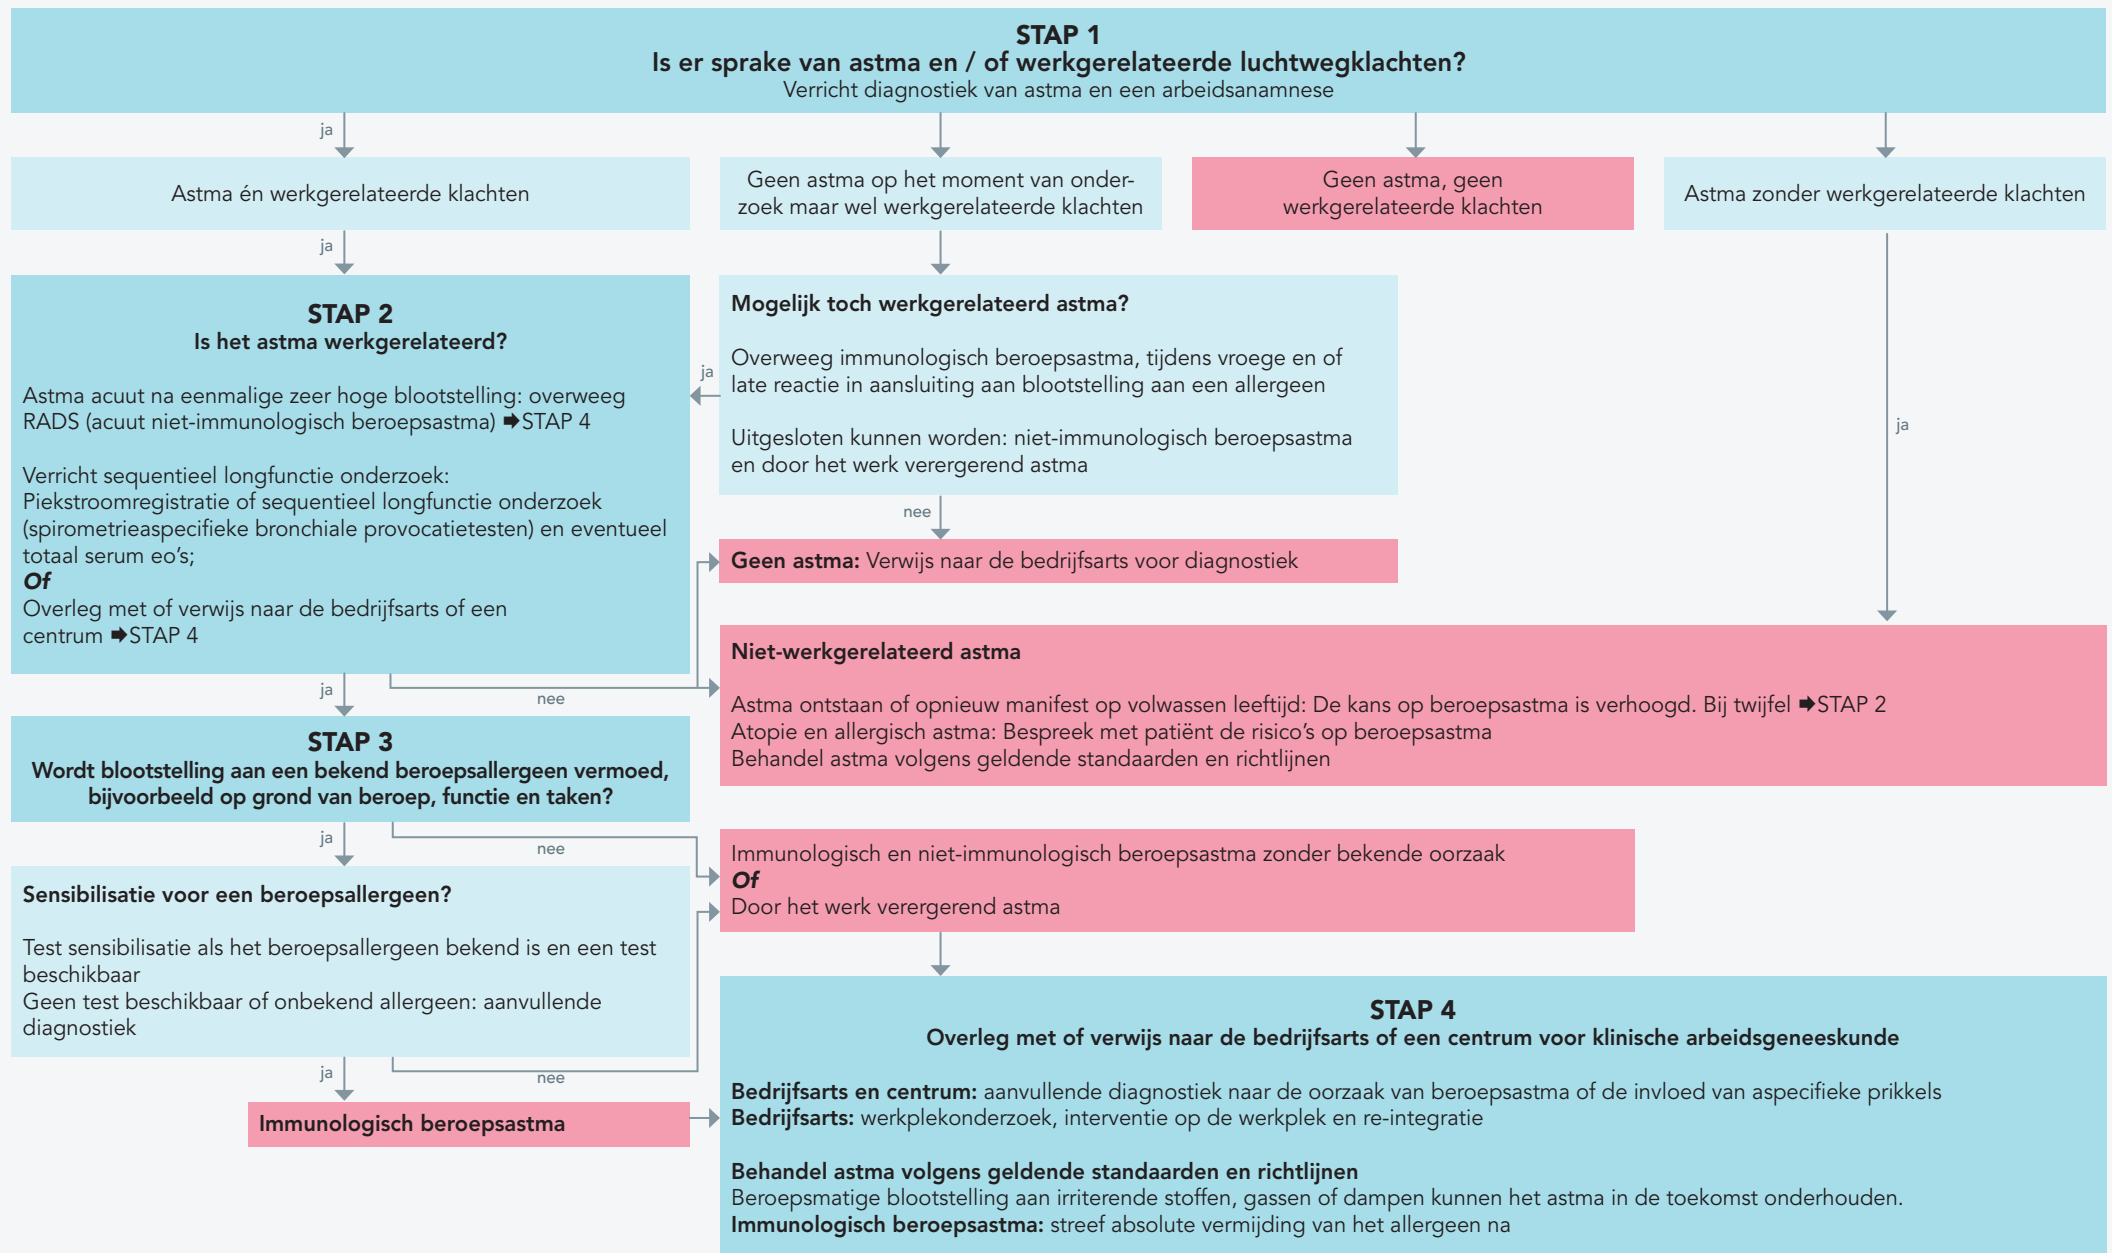 STAP 1
Is er sprake van astma en / of werkgerelateerde luchtwegklachten?
Verricht diagnostiek van astma en een arbeidsanamnese
ja
Astma én werkgerelateerde klachten
Geen astma op het moment van onder-
zoek maar wel werkgerelateerde klachten
Geen astma, geen
werkgerelateerde klachten
Astma zonder werkgerelateerde klachten
ja
STAP 2
Is het astma werkgerelateerd?
Astma acuut na eenmalige zeer hoge blootstelling: overweeg
RADS (acuut niet-immunologisch beroepsastma) ➡STAP 4
Verricht sequentieel longfunctie onderzoek:
Piekstroomregistratie of sequentieel longfunctie onderzoek
(spirometrieaspecifieke bronchiale provocatietesten) en eventueel
totaal serum eo's;
Of
Overleg met of verwijs naar de bedrijfsarts of een
centrum ➡STAP 4
ja
Mogelijk toch werkgerelateerd astma?
Overweeg immunologisch beroepsastma, tijdens vroege en of
late reactie in aansluiting aan blootstelling aan een allergeen
Uitgesloten kunnen worden: niet-immunologisch beroepsastma
en door het werk verergerend astma
ja
nee
Geen astma: Verwijs naar de bedrijfsarts voor diagnostiek
ja
nee
Niet-werkgerelateerd astma
Astma ontstaan of opnieuw manifest op volwassen leeftijd: De kans op beroepsastma is verhoogd. Bij twijfel ➡STAP 2
Atopie en allergisch astma: Bespreek met patiënt de risico's op beroepsastma
Behandel astma volgens geldende standaarden en richtlijnen
STAP 3
Wordt blootstelling aan een bekend beroepsallergeen vermoed,
bijvoorbeeld op grond van beroep, functie en taken?
ja
nee
Immunologisch en niet-immunologisch beroepsastma zonder bekende oorzaak
Of
Door het werk verergerend astma
Sensibilisatie voor een beroepsallergeen?
Test sensibilisatie als het beroepsallergeen bekend is en een test
beschikbaar
Geen test beschikbaar of onbekend allergeen: aanvullende
diagnostiek
ja
nee
Immunologisch beroepsastma
STAP 4
Overleg met of verwijs naar de bedrijfsarts of een centrum voor klinische arbeidsgeneeskunde
Bedrijfsarts en centrum: aanvullende diagnostiek naar de oorzaak van beroepsastma of de invloed van aspecifieke prikkels
Bedrijfsarts: werkplekonderzoek, interventie op de werkplek en re-integratie
Behandel astma volgens geldende standaarden en richtlijnen
Beroepsmatige blootstelling aan irriterende stoffen, gassen of dampen kunnen het astma in de toekomst onderhouden.
Immunologisch beroepsastma: streef absolute vermijding van het allergeen na